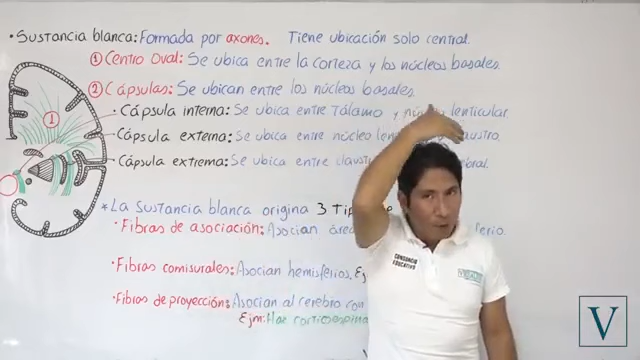 • Sustancia blanca: Formada por axones. Tiene ubicación solo central.
① Centro Oval: Se ubica entre la corteza y los núcleos basales.
② Cápsulas: Se ubican entre los núcleos basales.
• Cápsula interna: Se ubica entre Tálamo y lenticular.
• Cápsula externa: Se ubica entre núcleo
• Cápsula extrema: Se ubica entre
1
* La sustancia blanca origina 3
• Fibras de asociación: Asocian
• Fibras comisurales: Asocian hemisferios.
• Fibras de proyección: Asocian al cerebro con
Ejm: Haz
CONSORCIO
EDUCATIVO
V